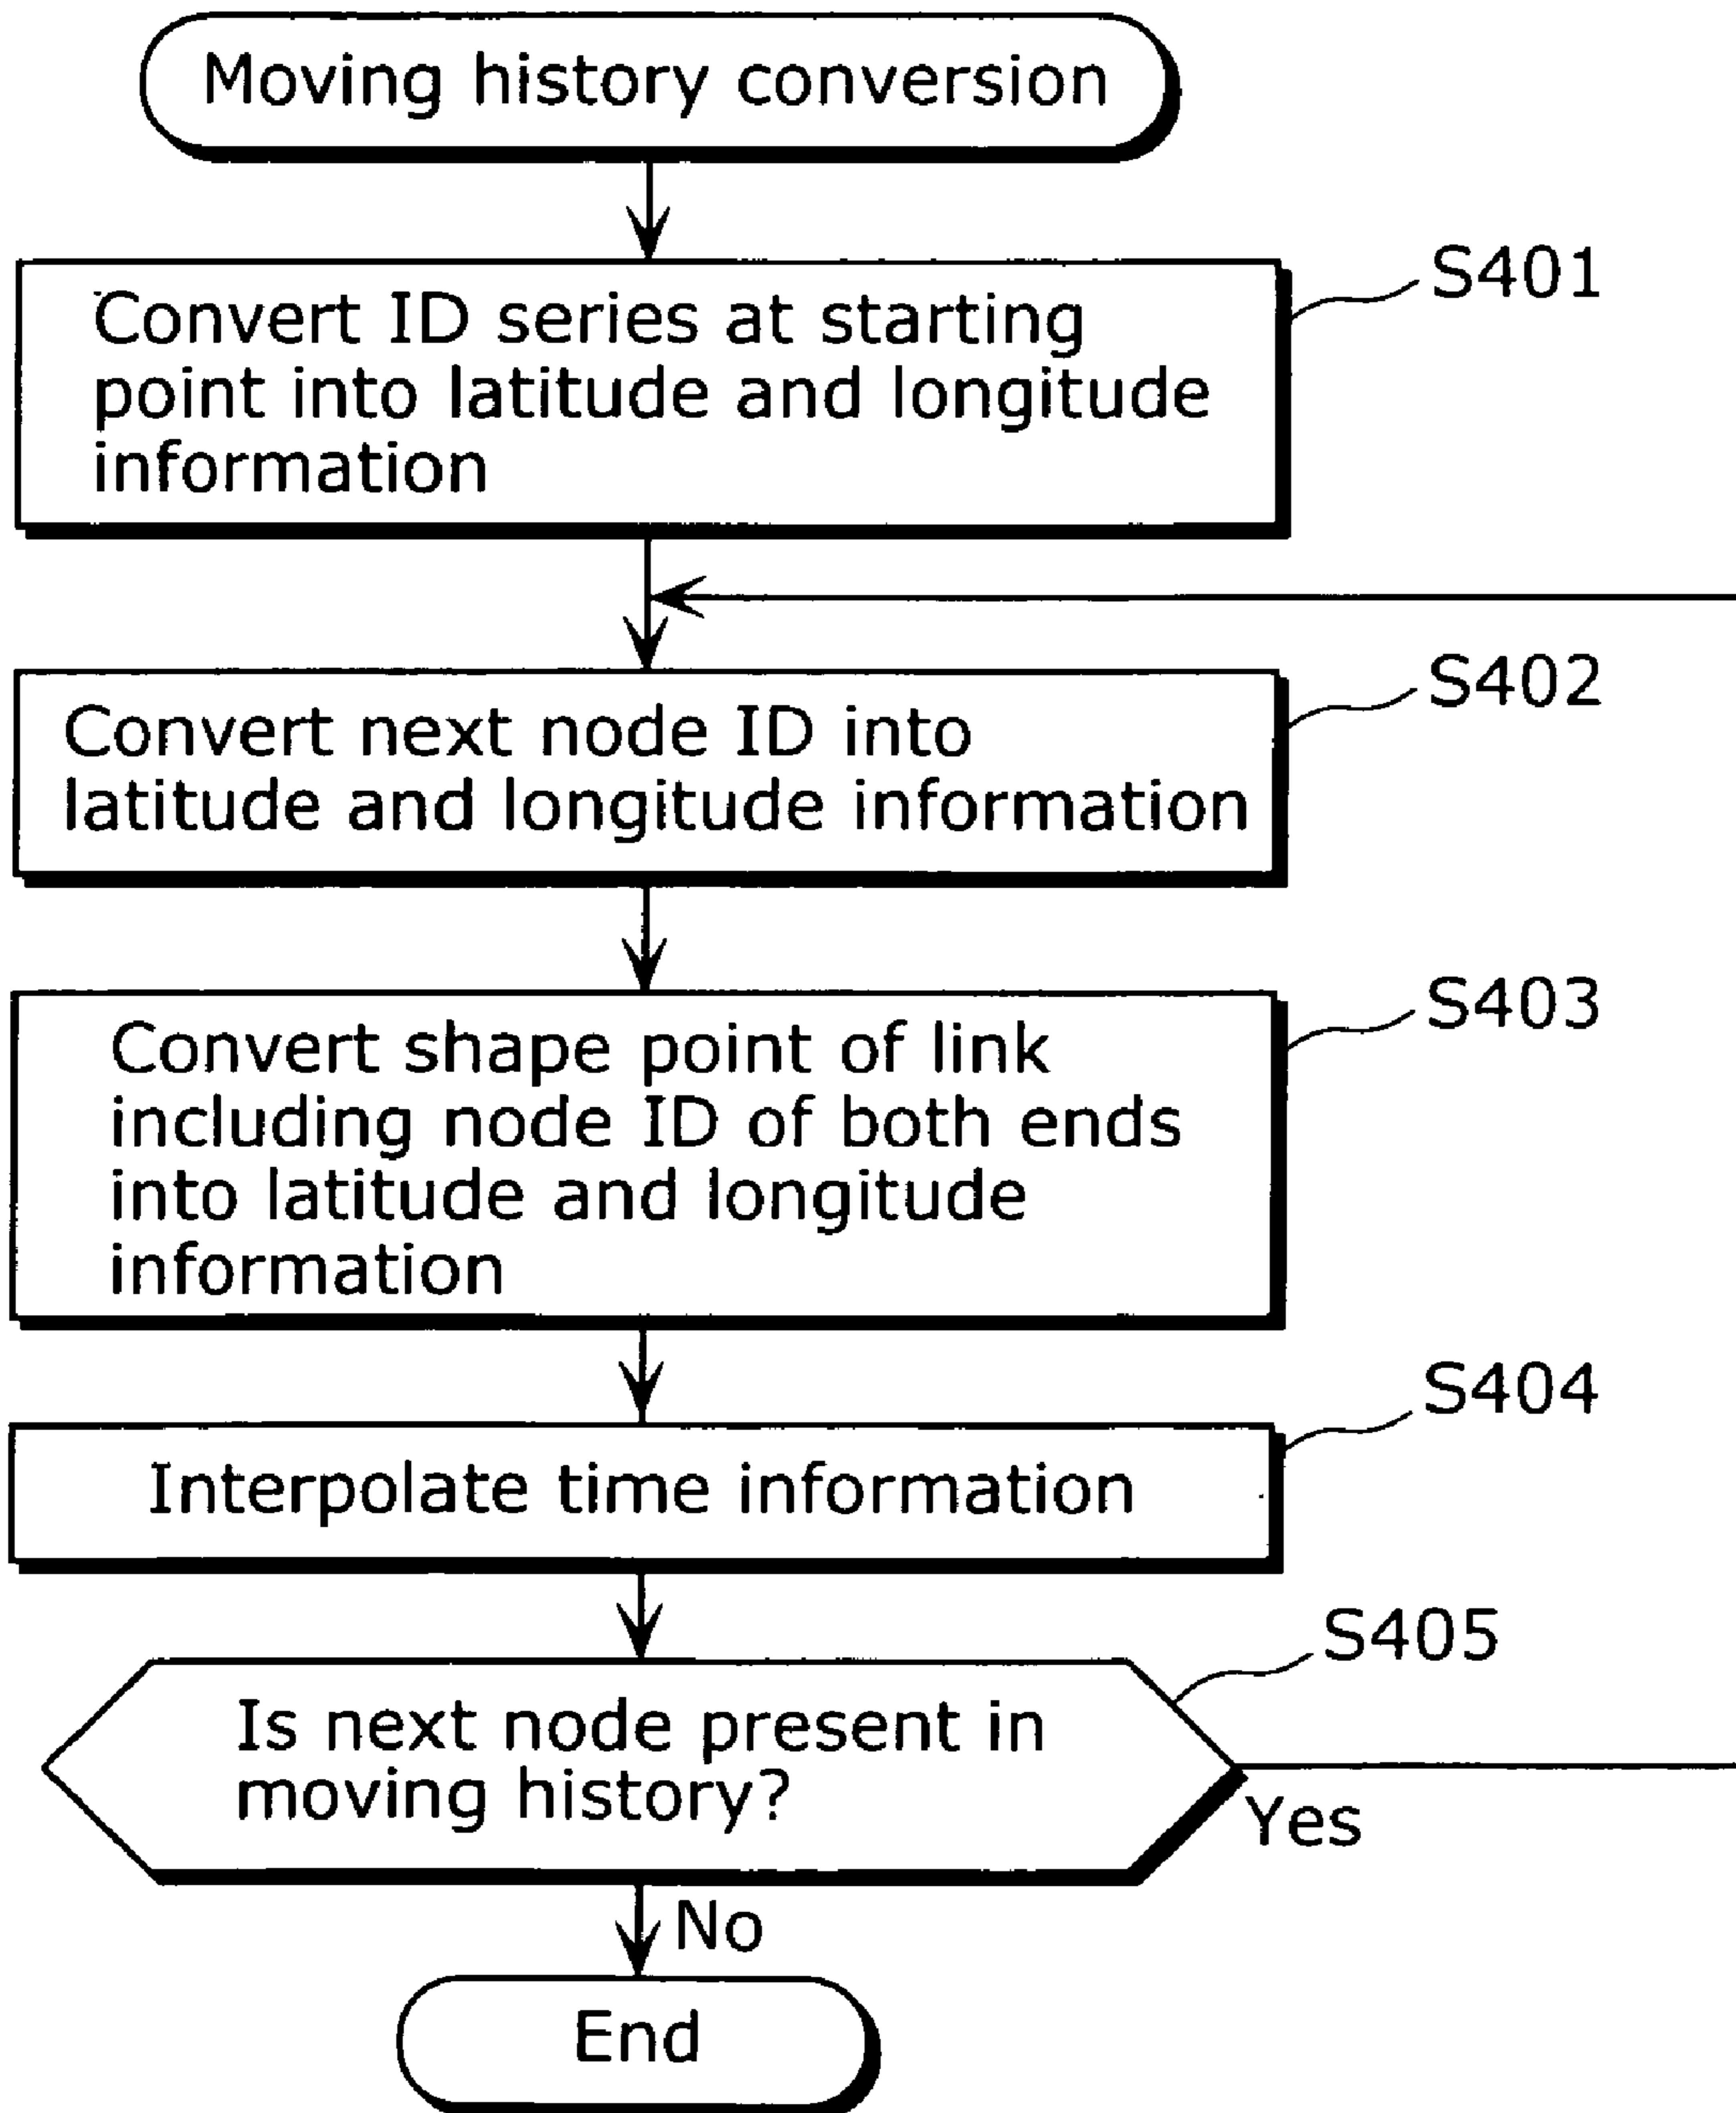 Moving history conversion
S401
Convert ID series at starting
point into latitude and longitude
information
S402
Convert next node ID into
latitude and longitude information
S403
Convert shape point of link
including node ID of both ends
into latitude and longitude
information
S404
Interpolate time information
S405
Is next node present in
moving history?
Yes
No
End